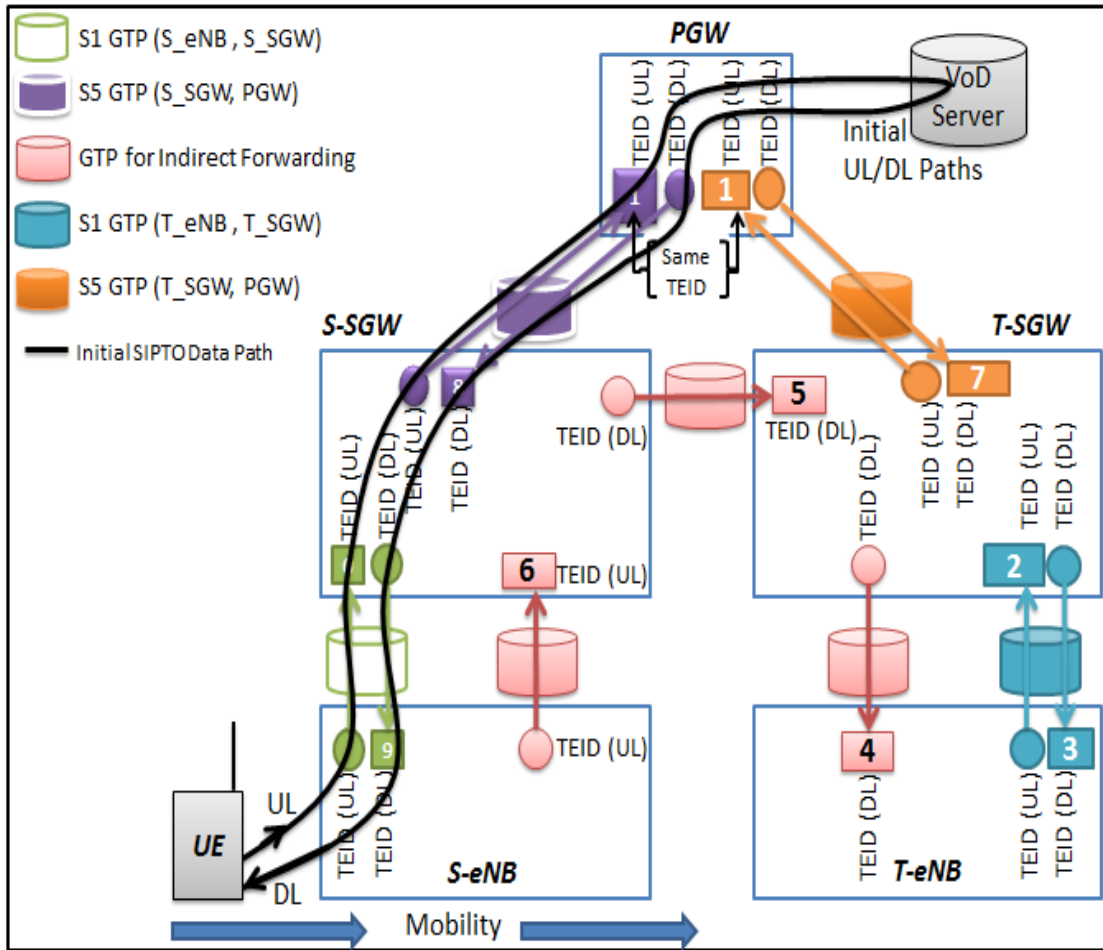 S1 GTP (S_eNB , S_SGW)
S5 GTP (S_SGW, PGW)
GTP for Indirect Forwarding
S1 GTP (T_eNB , T_SGW)
S5 GTP (T_SGW, PGW)
Initial SIPTO Data Path
PGW
TEID (UL)
TEID (DL)
TEID (UL)
TEID (DL)
VoD
Server
Initial
UL/DL Paths
1
1
Same
TEID
S-SGW
T-SGW
8
5
7
TEID (DL)
TEID (DL)
TEID (UL)
TEID (DL)
TEID (UL)
TEID (DL)
TEID (DL)
TEID (UL)
TEID (DL)
TEID (UL)
TEID (DL)
6
TEID (UL)
2
9
TEID (UL)
4
3
TEID (UL)
TEID (DL)
TEID (DL)
TEID (UL)
TEID (DL)
UL
UE
DL
S-eNB
T-eNB
Mobility